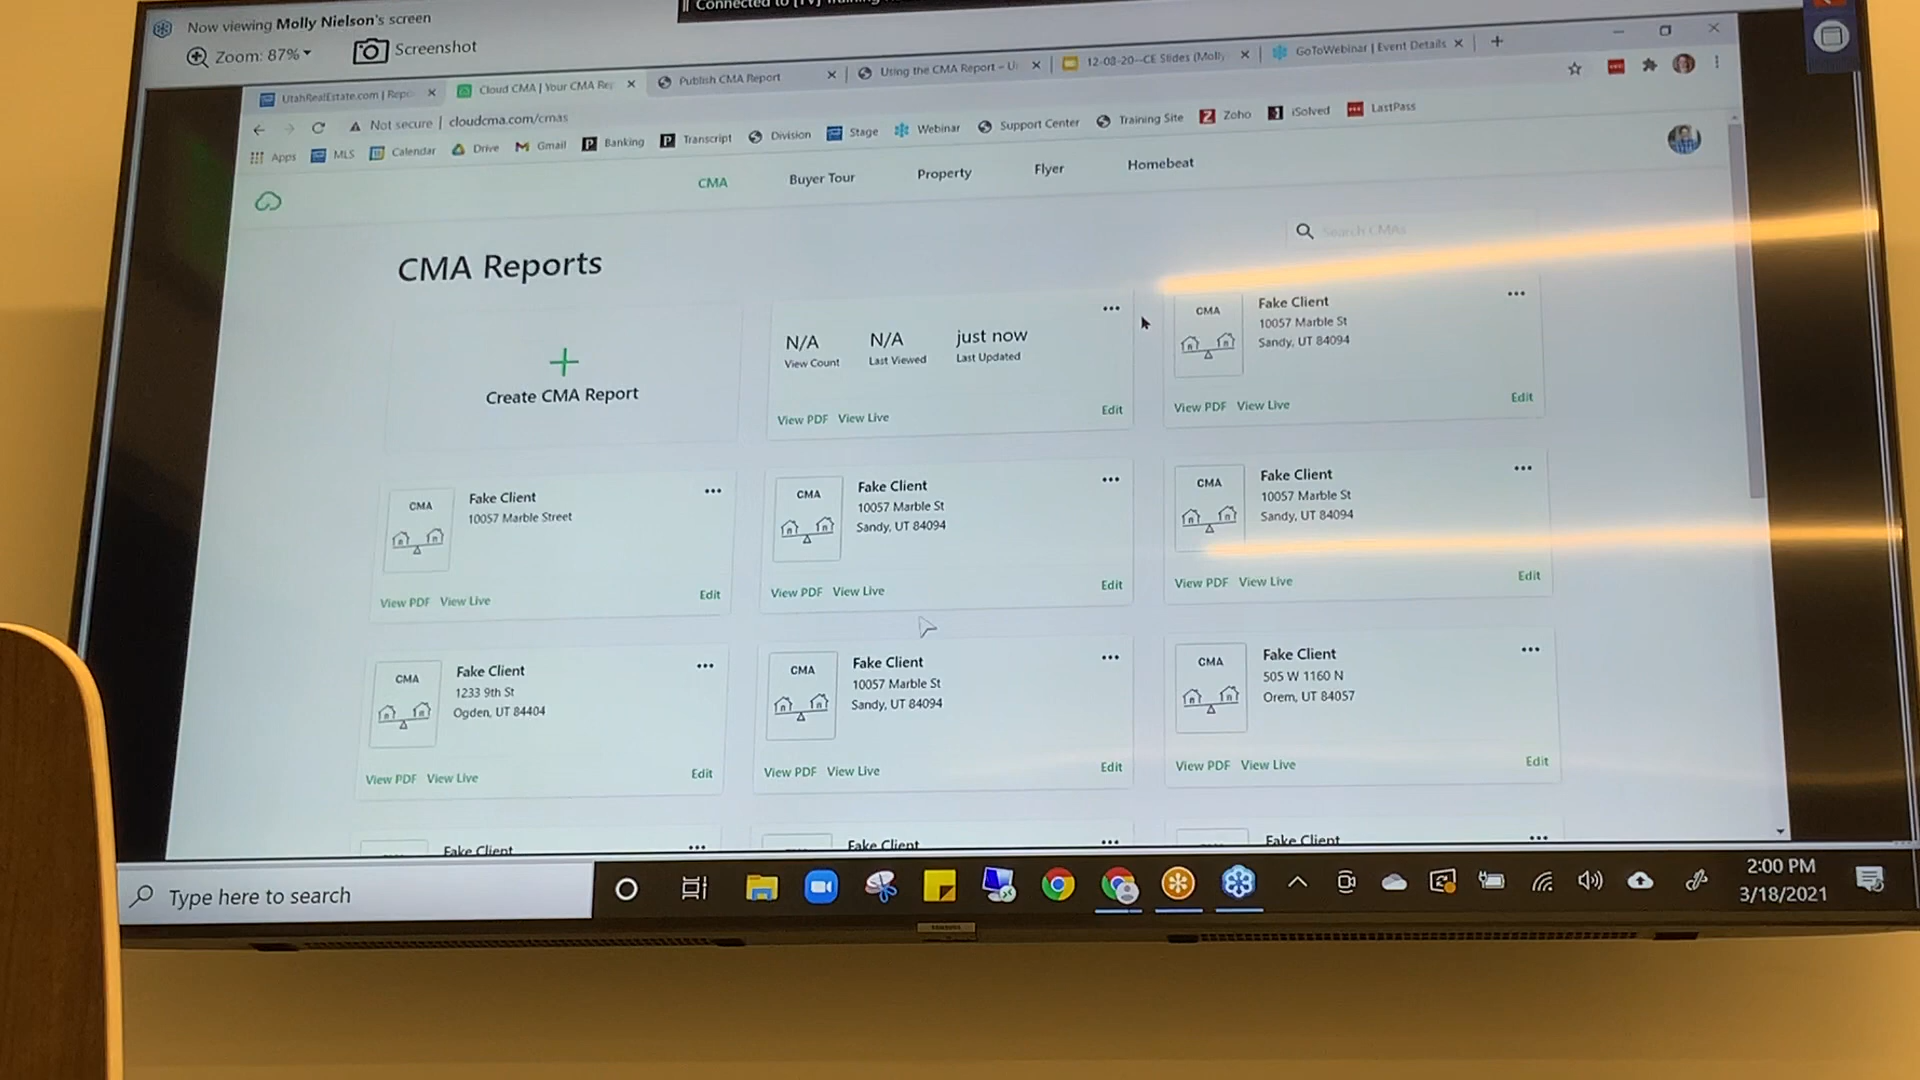 Connected to [TV] Training
Now viewing Molly Nielson's screen
Zoom: 87%
Screenshot
UtahRealEstate.com | Repo
Cloud CMA | Your CMA Rep
Publish CMA Report
Using the CMA Report – U
12-08-20--CE Slides (Molly
GoToWebinar | Event Details
Not secure | cloudcma.com/cmas
Apps MLS Calendar Drive Gmail Banking Transcript Division Stage Webinar Support Center Training Site Zoho iSolved LastPass
CMA Buyer Tour Property Flyer Homebeat
Search CMAs
CMA Reports
Create CMA Report
N/A N/A just now
View Count Last Viewed Last Updated
View PDF View Live Edit
CMA
Fake Client
10057 Marble St
Sandy, UT 84094
View PDF View Live Edit
CMA
Fake Client
10057 Marble Street
View PDF View Live Edit
CMA
Fake Client
10057 Marble St
Sandy, UT 84094
View PDF View Live Edit
CMA
Fake Client
10057 Marble St
Sandy, UT 84094
View PDF View Live Edit
CMA
Fake Client
1233 9th St
Ogden, UT 84404
View PDF View Live Edit
CMA
Fake Client
10057 Marble St
Sandy, UT 84094
View PDF View Live Edit
CMA
Fake Client
505 W 1160 N
Orem, UT 84057
View PDF View Live Edit
Fake Client
Fake Client
Fake Client
Type here to search
2:00 PM
3/18/2021